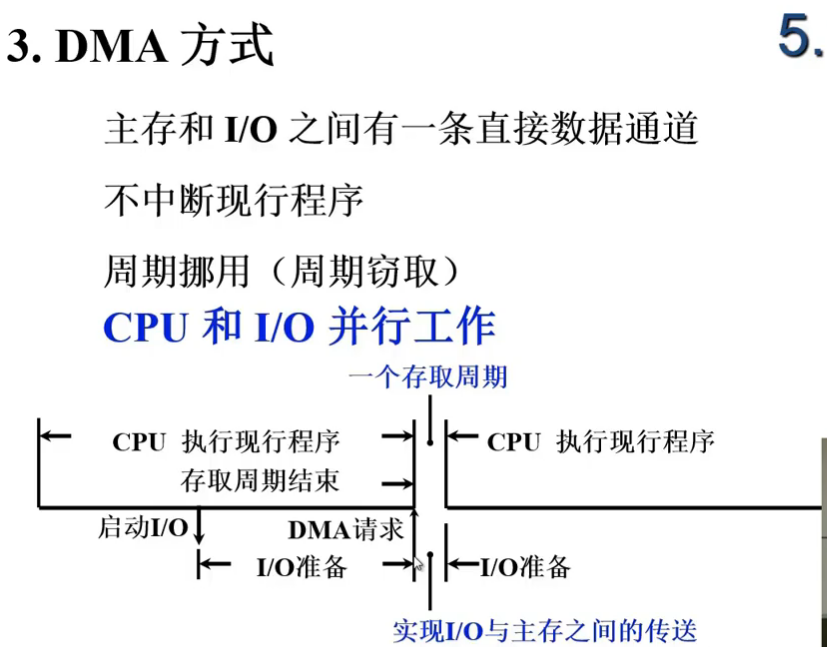 3. DMA 方式
5.
主存和 I/O 之间有一条直接数据通道
不中断现行程序
周期挪用（周期窃取）
CPU 和 I/O 并行工作
一个存取周期
CPU 执行现行程序
CPU 执行现行程序
存取周期结束
启动I/O
DMA请求
I/O准备
I/O准备
实现I/O与主存之间的传送